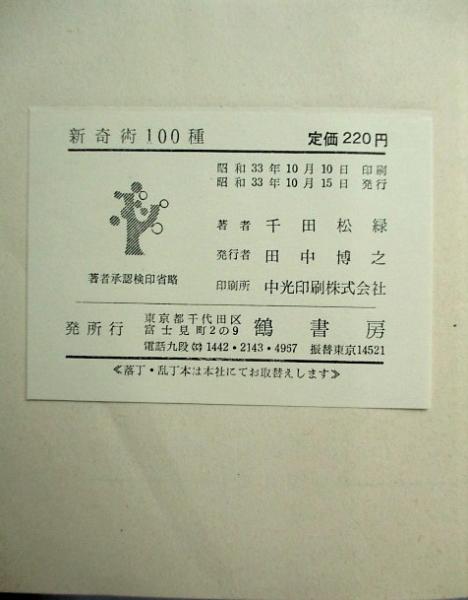 新奇術100種 定価220円
昭和33年10月10日 印刷
昭和33年10月15日 発行
著者 千田松緑
発行者 田中博之
印刷所 中光印刷株式会社
著者承認検印省略
発所行 東京都千代田区 富士見町2の9 鶴書房
電話九段(33)1442・2143・4967 振替東京14521
≪落丁・乱丁本は本社にてお取替えします≫